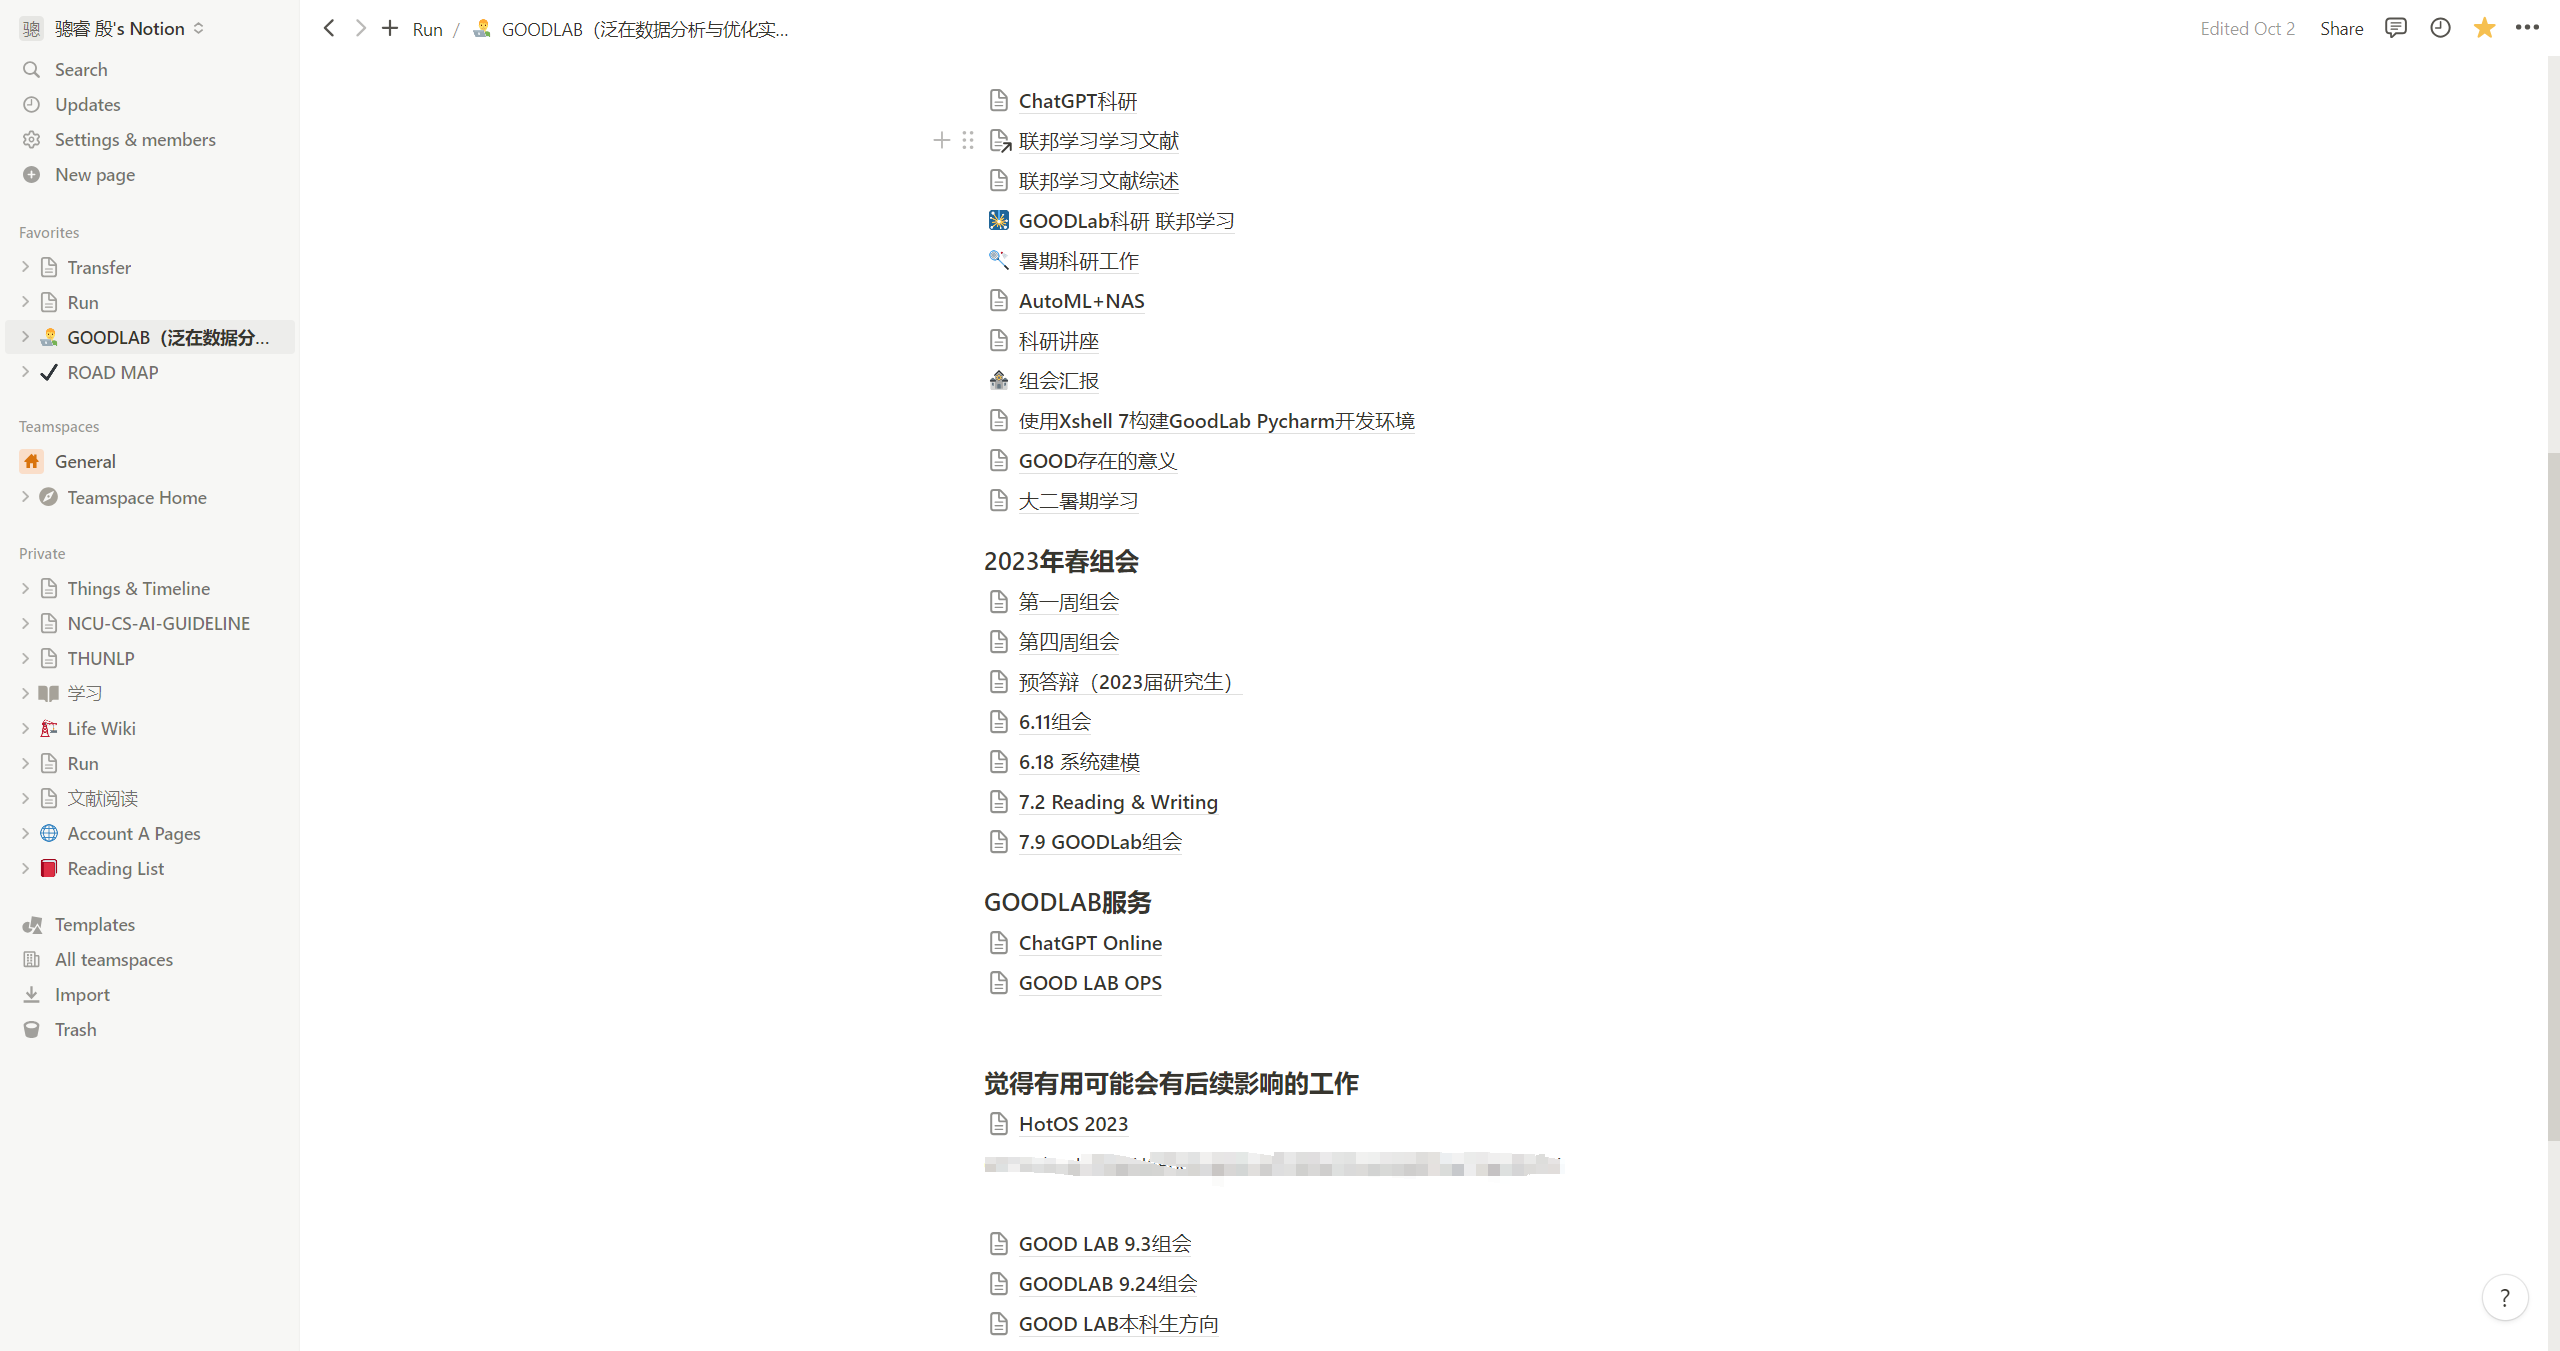 骢 骢睿 殷's Notion
Search
Updates
Settings & members
New page
Favorites
Transfer
Run
GOODLAB（泛在数据分...
ROAD MAP
Teamspaces
General
Teamspace Home
Private
Things & Timeline
NCU-CS-AI-GUIDELINE
THUNLP
学习
Life Wiki
Run
文献阅读
Account A Pages
Reading List
Templates
All teamspaces
Import
Trash
Run / GOODLAB（泛在数据分析与优化实...
Edited Oct 2 Share
ChatGPT科研
联邦学习学习文献
联邦学习文献综述
GOODLab科研 联邦学习
暑期科研工作
AutoML+NAS
科研讲座
组会汇报
使用Xshell 7构建GoodLab Pycharm开发环境
GOOD存在的意义
大二暑期学习
2023年春组会
第一周组会
第四周组会
预答辩（2023届研究生）
6.11组会
6.18 系统建模
7.2 Reading & Writing
7.9 GOODLab组会
GOODLAB服务
ChatGPT Online
GOOD LAB OPS
觉得有用可能会有后续影响的工作
HotOS 2023
GOOD LAB 9.3组会
GOODLAB 9.24组会
GOOD LAB本科生方向
?